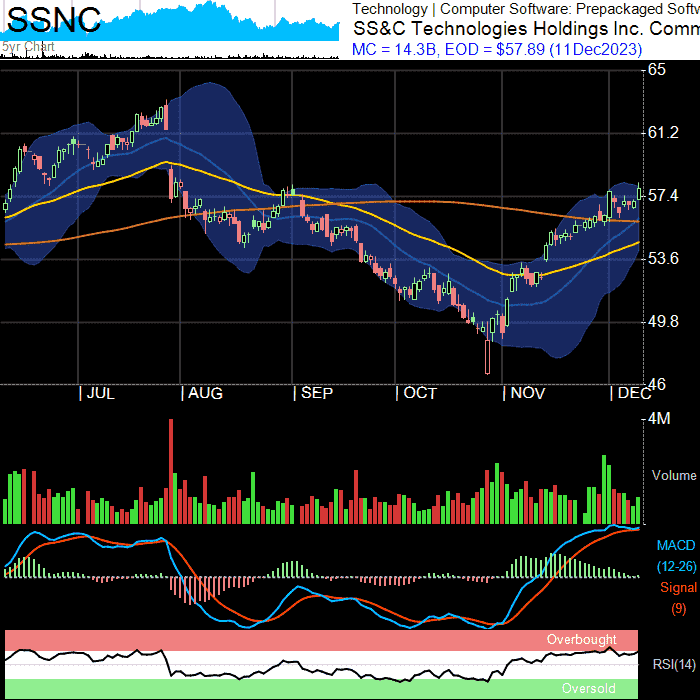 SSNC
5yr Chart
Technology | Computer Software: Prepackaged Softw
SS&C Technologies Holdings Inc. Comm
MC = 14.3B, EOD = $57.89 (11Dec2023)
65
61.2
57.4
53.6
49.8
46
JUL
AUG
SEP
OCT
NOV
DEC
4M
Volume
MACD
(12-26)
Signal
(9)
Overbought
RSI(14)
Oversold